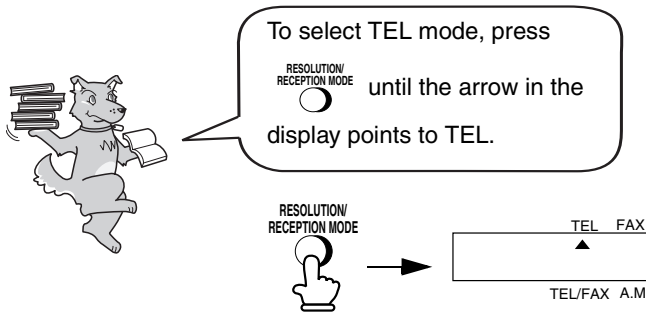 To select TEL mode, press
RESOLUTION/
RECEPTION MODE
until the arrow in the
display points to TEL.
RESOLUTION/
RECEPTION MODE
TEL FAX
TEL/FAX A.M